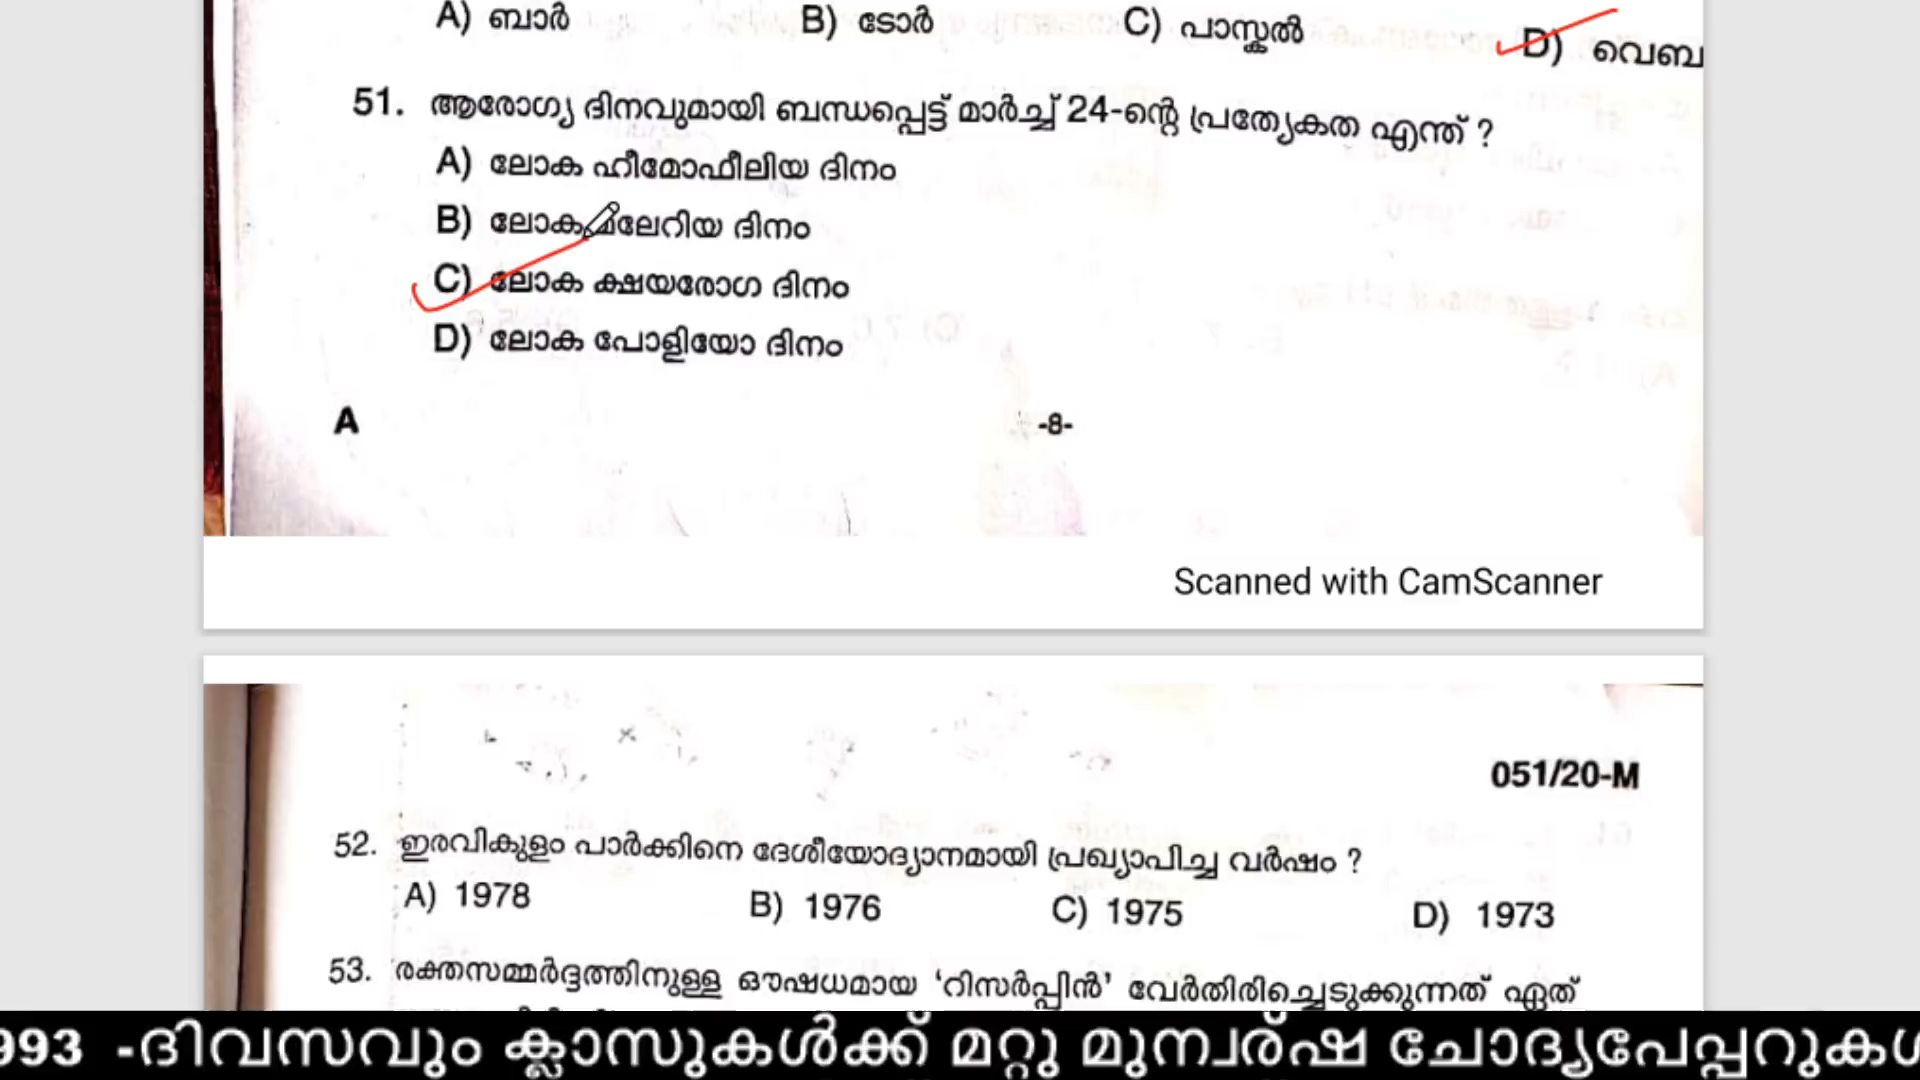 A) ബാർ B) ടോർ C) പാസ്കൽ D) വെബ
51. ആരോഗ്യ ദിനവുമായി ബന്ധപ്പെട്ട് മാർച്ച് 24-ന്റെ പ്രത്യേകത എന്ത് ?
A) ലോക ഹീമോഫീലിയ ദിനം
B) ലോക മലേറിയ ദിനം
C) ലോക ക്ഷയരോഗ ദിനം
D) ലോക പോളിയോ ദിനം
A -8-
Scanned with CamScanner
051/20-M
52. ഇരവികുളം പാർക്കിനെ ദേശീയോദ്യാനമായി പ്രഖ്യാപിച്ച വർഷം ?
A) 1978 B) 1976 C) 1975 D) 1973
53. രക്തസമ്മർദ്ദത്തിനുള്ള ഔഷധമായ 'റിസർപ്പിൻ' വേർതിരിച്ചെടുക്കുന്നത് ഏത്
993 -ദിവസവും ക്ലാസുകൾക്ക് മറ്റു മുന്വര്ഷ ചോദ്യപേപ്പറുകൾ